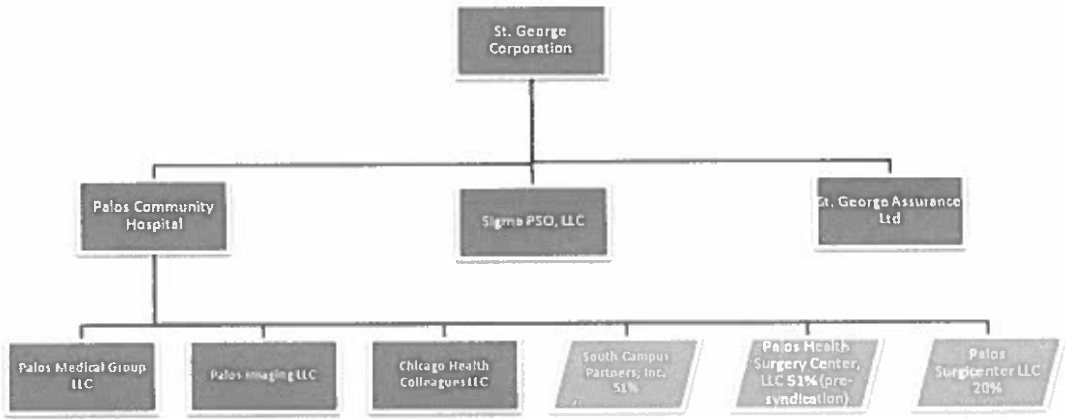 St. George
Corporation
Palos Community
Hospital
Sigma PSO, LLC
St. George Assurance
Ltd
Palos Medical Group
LLC
Palos Imaging LLC
Chicago Health
Colleagues LLC
South Campus
Partners, Inc.
51%
Palos Health
Surgery Center,
LLC 51% (pre-
syndication)
Palos
Surgicenter LLC
20%